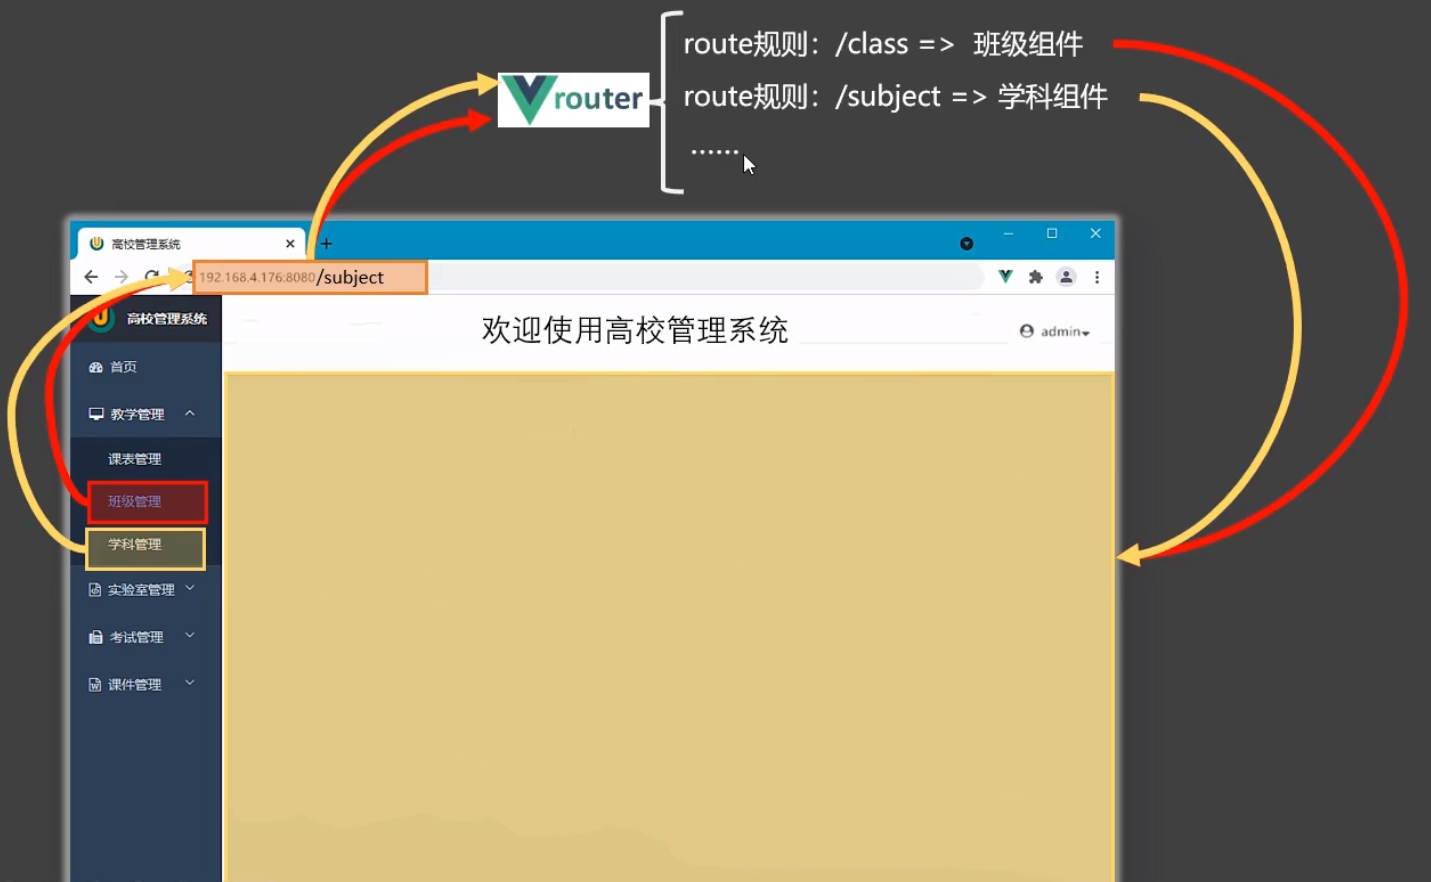 route规则：/class => 班级组件
router
route规则：/subject => 学科组件
......
高校管理系统
192.168.4.176:8080/subject
高校管理系统
欢迎使用高校管理系统
admin
首页
教学管理
课表管理
班级管理
学科管理
实验室管理
考试管理
课件管理